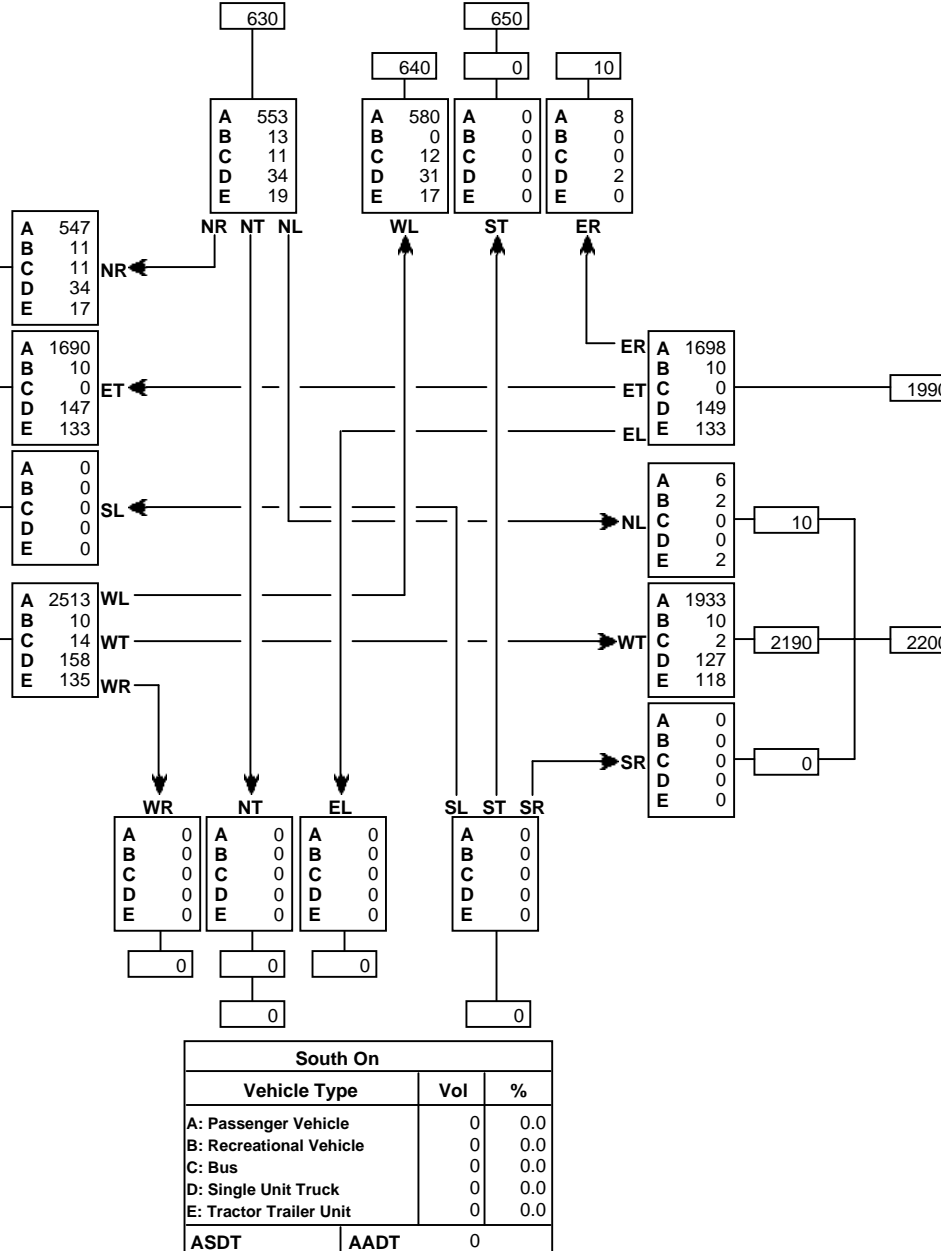 630
650
640
0
10
A 553
B 13
C 11
D 34
E 19
A 580
B 0
C 12
D 31
E 17
A 0
B 0
C 0
D 0
E 0
A 8
B 0
C 0
D 2
E 0
NR NT NL
WL
ST
ER
A 547
B 11
C 11
D 34
E 17
NR
A 1690
B 10
C 0
D 147
E 133
ET
ER
ET
EL
A 1698
B 10
C 0
D 149
E 133
1990
A 0
B 0
C 0
D 0
E 0
SL
NL
A 6
B 2
C 0
D 0
E 2
10
A 2513
B 10
C 14
D 158
E 135
WL
WT
WR
WT
A 1933
B 10
C 2
D 127
E 118
2190
2200
SR
A 0
B 0
C 0
D 0
E 0
0
WR
NT
EL
SL ST SR
A 0
B 0
C 0
D 0
E 0
A 0
B 0
C 0
D 0
E 0
A 0
B 0
C 0
D 0
E 0
A 0
B 0
C 0
D 0
E 0
0
0
0
0
0
South On
Vehicle Type Vol %
A: Passenger Vehicle 0 0.0
B: Recreational Vehicle 0 0.0
C: Bus 0 0.0
D: Single Unit Truck 0 0.0
E: Tractor Trailer Unit 0 0.0
ASDT AADT 0